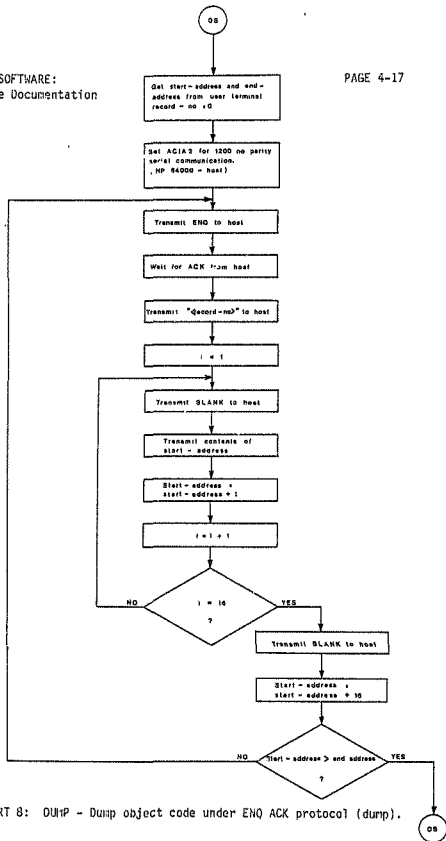 OS
SOFTWARE:
e Documentation
PAGE 4-17
Get start-address and end-
address from user terminal
record - no :0
Set ACIA 2 for 1200 no parity
serial communication.
, HP 64000 - host)
Transmit ENQ to host
Wait for ACK from host
Transmit "<Record-no>" to host
i = 1
Transmit BLANK to host
Transmit contents of
start - address
Start-address :
start-address + 1
i = i + 1
i = 16
?
NO
YES
Transmit BLANK to host
Start - address :
start-address + 16
Start-address > end address
?
NO
YES
RT 8: DUMP - Dump object code under ENQ ACK protocol (dump).
OS